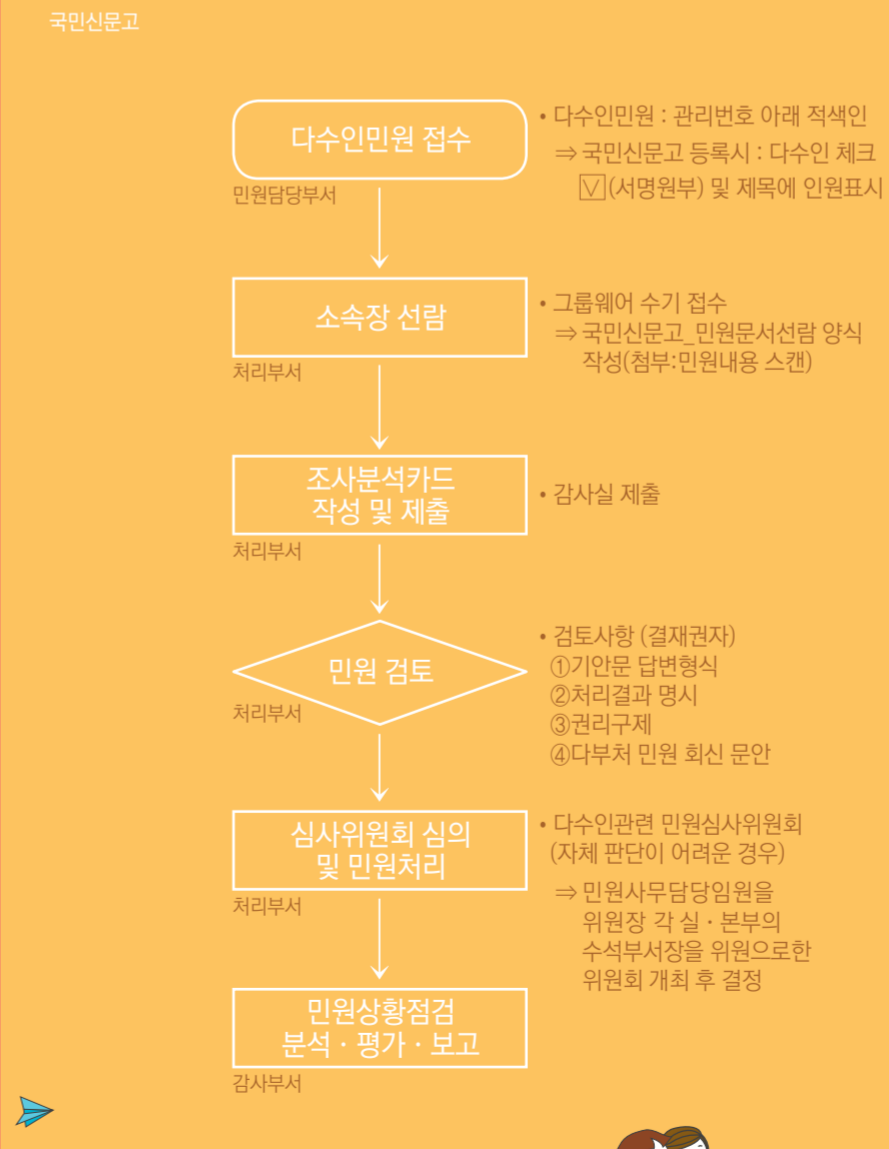 국민신문고
다수인민원 접수
민원담당부서
• 다수인민원 : 관리번호 아래 적색인
⇒ 국민신문고 등록시 : 다수인 체크
☑(서명원부) 및 제목에 인원표시
소속장 선람
처리부서
• 그룹웨어 수기 접수
⇒ 국민신문고_민원문서선람 양식
작성(첨부:민원내용 스캔)
조사분석카드
작성 및 제출
처리부서
• 감사실 제출
민원 검토
처리부서
• 검토사항 (결재권자)
①기안문 답변형식
②처리결과 명시
③권리구제
④다부처 민원 회신 문안
심사위원회 심의
및 민원처리
처리부서
• 다수인관련 민원심사위원회
(자체 판단이 어려운 경우)
⇒ 민원사무담당임원을
위원장 각 실 · 본부의
수석부서장을 위원으로한
위원회 개최 후 결정
민원상황점검
분석 · 평가 · 보고
감사부서